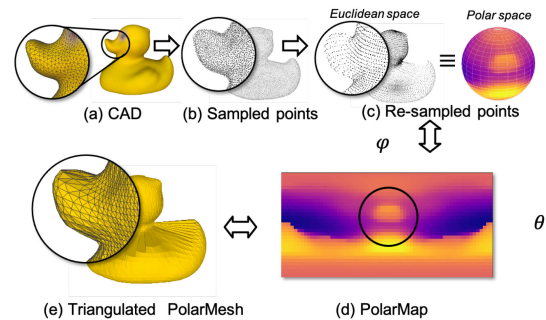 Euclidean space
Polar space
≡
(a) CAD
(b) Sampled points
(c) Re-sampled points
φ
θ
(e) Triangulated PolarMesh
(d) PolarMap